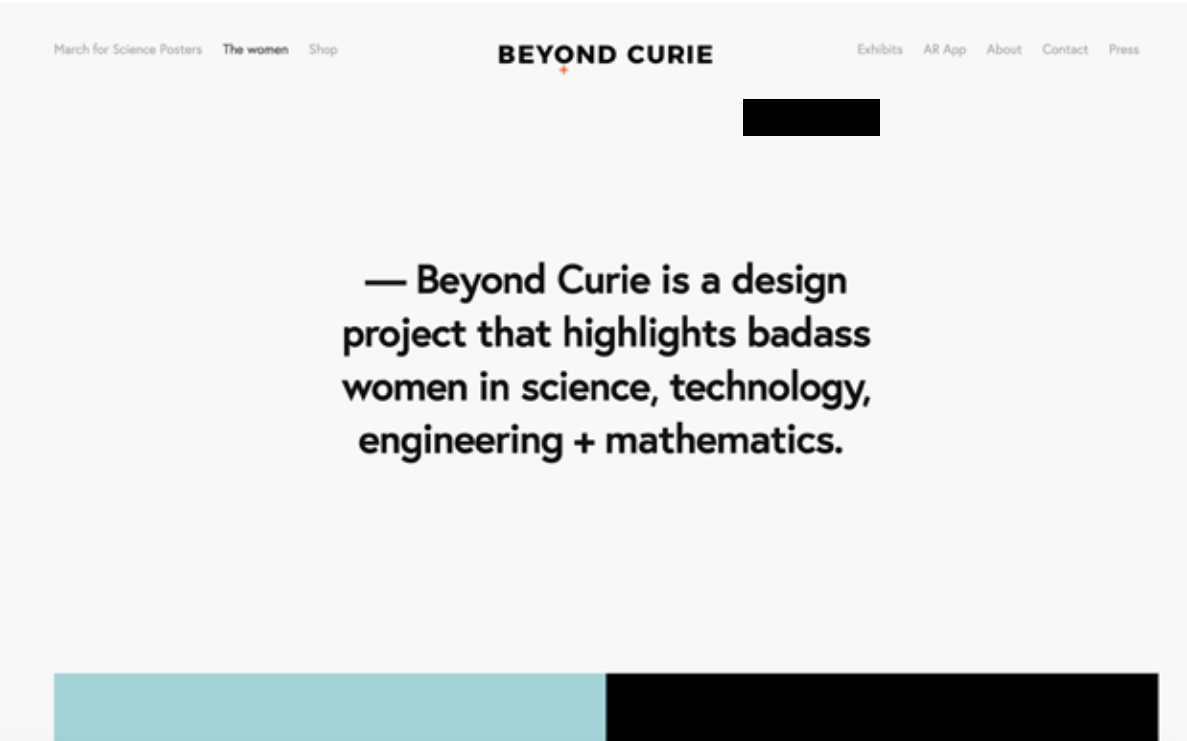 March for Science Posters The women Shop BEYOND CURIE Exhibits AR App About Contact Press
+
— Beyond Curie is a design
project that highlights badass
women in science, technology,
engineering + mathematics.